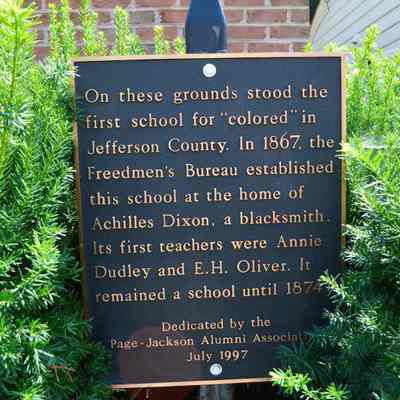 On these grounds stood the
first school for "colored" in
Jefferson County. In 1867, the
Freedmen's Bureau established
this school at the home of
Achilles Dixon, a blacksmith.
Its first teachers were Annie
Dudley and E.H. Oliver. It
remained a school until 1874
Dedicated by the
Page-Jackson Alumni Associat
July 1997